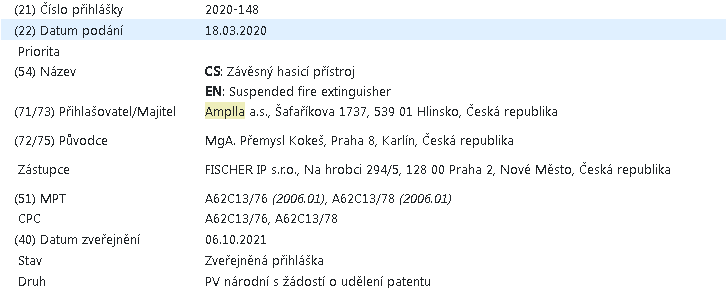 (21) Číslo přihlášky 2020-148
(22) Datum podání 18.03.2020
Priorita
(54) Název CS: Závěsný hasicí přístroj
EN: Suspended fire extinguisher
(71/73) Přihlašovatel/Majitel Amplla a.s., Šafaříkova 1737, 539 01 Hlinsko, Česká republika
(72/75) Původce MgA. Přemysl Kokeš, Praha 8, Karlín, Česká republika
Zástupce FISCHER IP s.r.o., Na hrobci 294/5, 128 00 Praha 2, Nové Město, Česká republika
(51) MPT A62C13/76 (2006.01), A62C13/78 (2006.01)
CPC A62C13/76, A62C13/78
(40) Datum zveřejnění 06.10.2021
Stav Zveřejněná přihláška
Druh PV národní s žádostí o udělení patentu